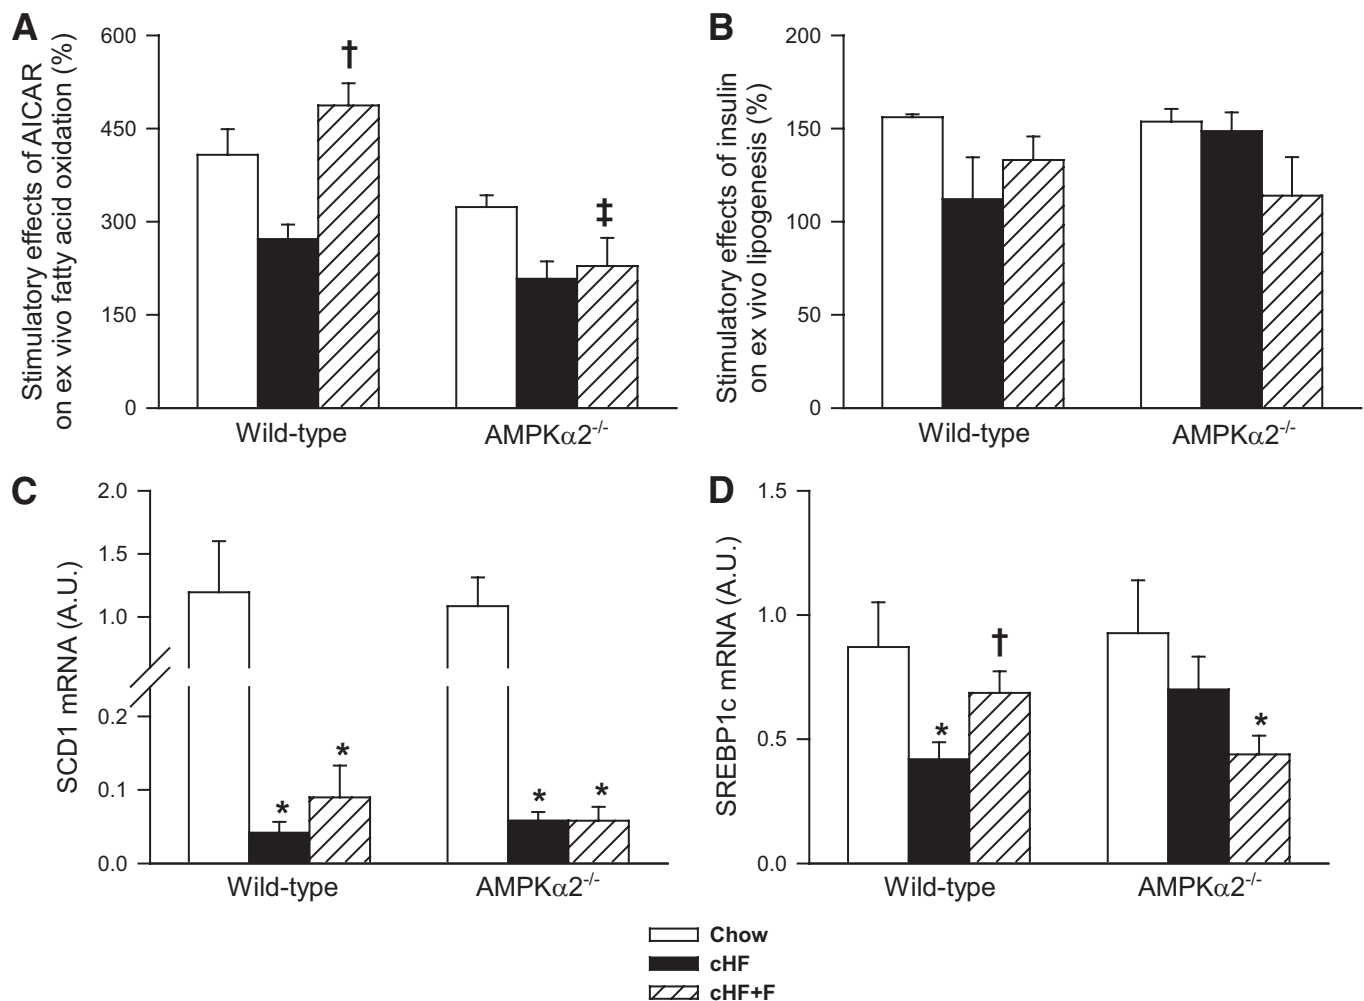 A
Stimulatory effects of AICAR
on ex vivo fatty acid oxidation (%)
600
450
300
150
0
†
‡
Wild-type
AMPKα2-/-
B
Stimulatory effects of insulin
on ex vivo lipogenesis (%)
200
150
100
50
0
Wild-type
AMPKα2-/-
C
SCD1 mRNA (A.U.)
2.0
1.5
1.0
0.2
0.1
0.0
*
*
*
*
Wild-type
AMPKα2-/-
D
SREBP1c mRNA (A.U.)
1.5
1.0
0.5
0.0
*
†
*
Wild-type
AMPKα2-/-
Chow
cHF
cHF+F